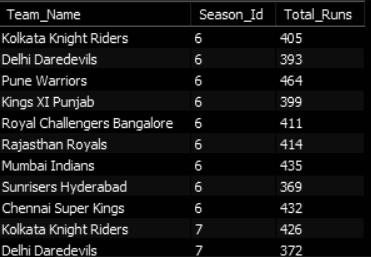 Team_Name Season_Id Total_Runs
Kolkata Knight Riders 6 405
Delhi Daredevils 6 393
Pune Warriors 6 464
Kings XI Punjab 6 399
Royal Challengers Bangalore 6 411
Rajasthan Royals 6 414
Mumbai Indians 6 435
Sunrisers Hyderabad 6 369
Chennai Super Kings 6 432
Kolkata Knight Riders 7 426
Delhi Daredevils 7 372